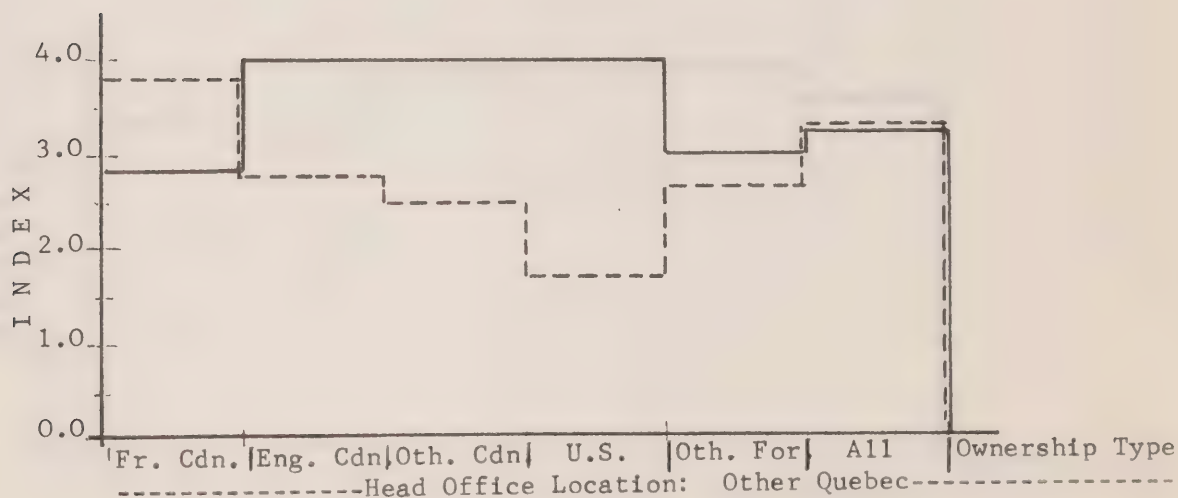 4.0
3.0
2.0
1.0
0.0
INDEX
Fr. Cdn. Eng. Cdn Oth. Cdn U.S. Oth. For All Ownership Type
Head Office Location: Other Quebec